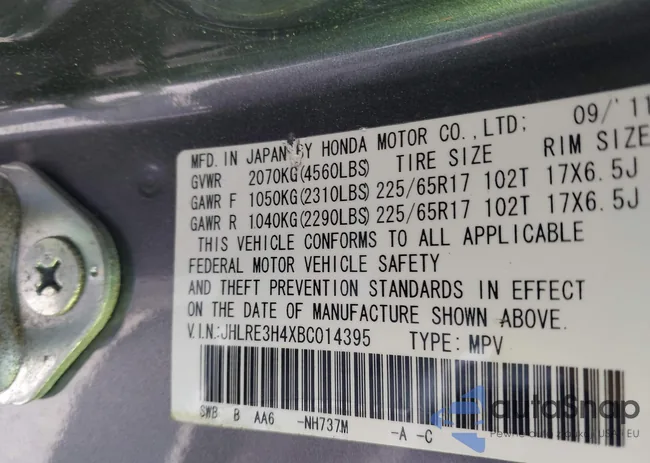 MFD. IN JAPAN BY HONDA MOTOR CO.,LTD; 09/'11
GVWR 2070KG(4560LBS) TIRE SIZE RIM SIZE
GAWR F 1050KG(2310LBS) 225/65R17 102T 17X6.5J
GAWR R 1040KG(2290LBS) 225/65R17 102T 17X6.5J
THIS VEHICLE CONFORMS TO ALL APPLICABLE
FEDERAL MOTOR VEHICLE SAFETY
AND THEFT PREVENTION STANDARDS IN EFFECT
ON THE DATE OF MANUFACTURE SHOWN ABOVE.
V.I.N.:JHLRE3H4XBC014395 TYPE: MPV
SWB B AA6 -NH737M -A -C
autoSnap
USA - EU